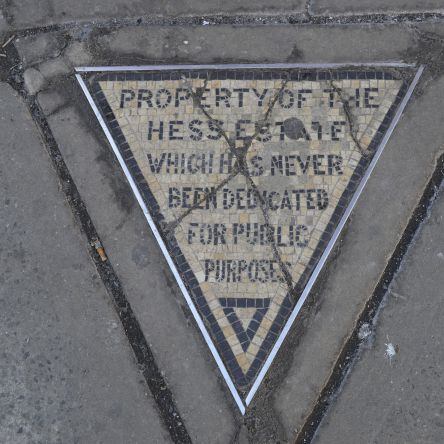 PROPERTY OF THE
HESS ESTATE
WHICH HAS NEVER
BEEN DEDICATED
FOR PUBLIC
PURPOSES